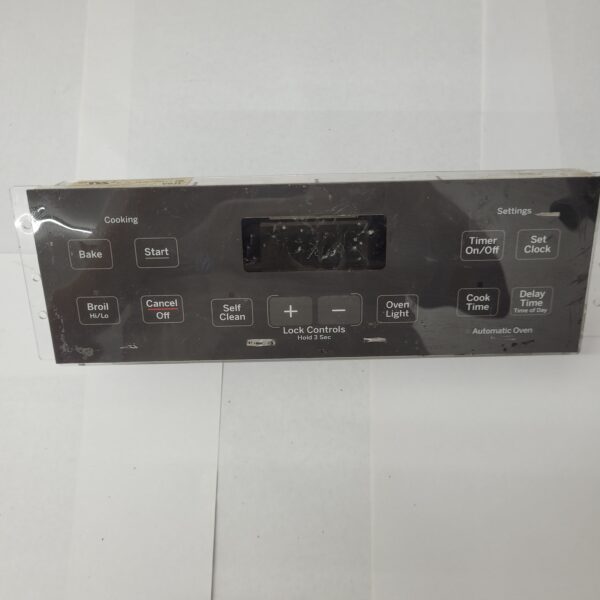 Cooking
Settings
Bake
Start
Timer
On/Off
Set
Clock
Broil
Hi/Lo
Cancel
Off
Self
Clean
+
−
Oven
Light
Cook
Time
Delay
Time
Time of Day
Lock Controls
Hold 3 Sec
Automatic Oven